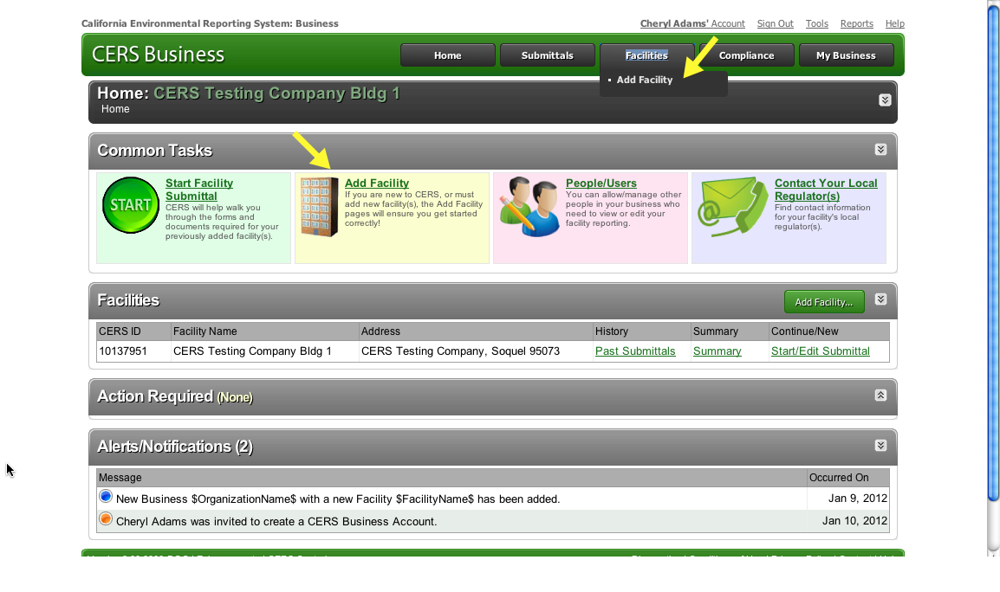 California Environmental Reporting System: Business
Cheryl Adams' Account Sign Out Tools Reports Help
CERS Business
Home Submittals Facilities Compliance My Business
Add Facility
Home: CERS Testing Company Bldg 1
Home
Common Tasks
START
Start Facility
Submittal
CERS will help walk you
through the forms and
documents required for your
previously added facility(s).
Add Facility
If you are new to CERS, or must
add new facility(s), the Add Facility
pages will ensure you get started
correctly!
People/Users
You can allow/manage other
people in your business who
need to view or edit your
facility reporting.
Contact Your Local
Regulator(s)
Find contact information
for your facility's local
regulator(s).
Facilities
Add Facility...
CERS ID Facility Name Address History Summary Continue/New
10137951 CERS Testing Company Bldg 1 CERS Testing Company, Soquel 95073 Past Submittals Summary Start/Edit Submittal
Action Required (None)
Alerts/Notifications (2)
Message Occurred On
New Business $OrganizationName$ with a new Facility $FacilityName$ has been added. Jan 9, 2012
Cheryl Adams was invited to create a CERS Business Account. Jan 10, 2012